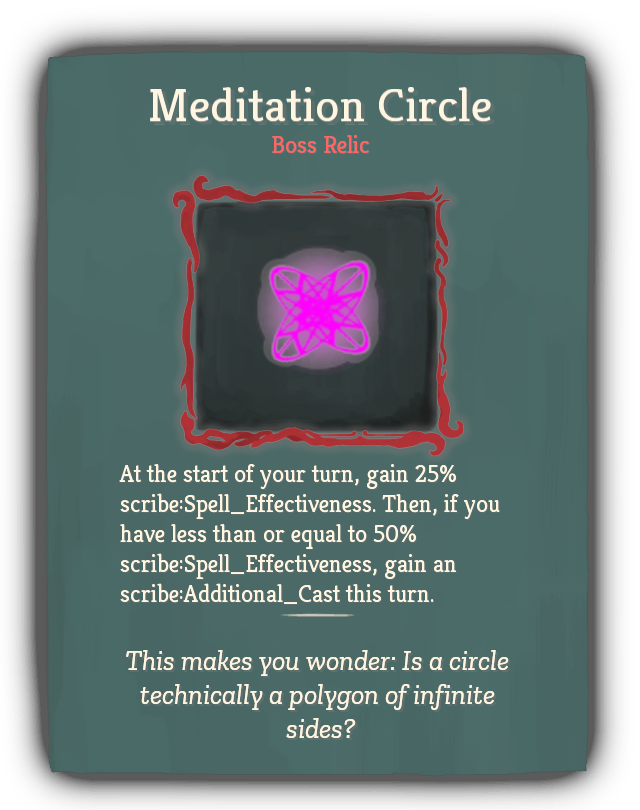 Meditation Circle
Boss Relic
At the start of your turn, gain 25%
scribe:Spell_Effectiveness. Then, if you
have less than or equal to 50%
scribe:Spell_Effectiveness, gain an
scribe:Additional_Cast this turn.
This makes you wonder: Is a circle
technically a polygon of infinite
sides?